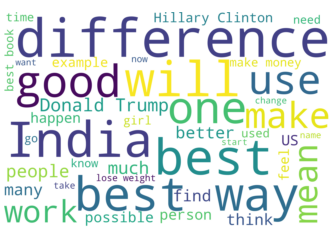 time Hillary Clinton need
difference
best book want example now make money
good will use
Donald Trump one make
happen girl change
India better used US mean
go best
people know much start name feel
many lose weight find
take best way
work possible person think